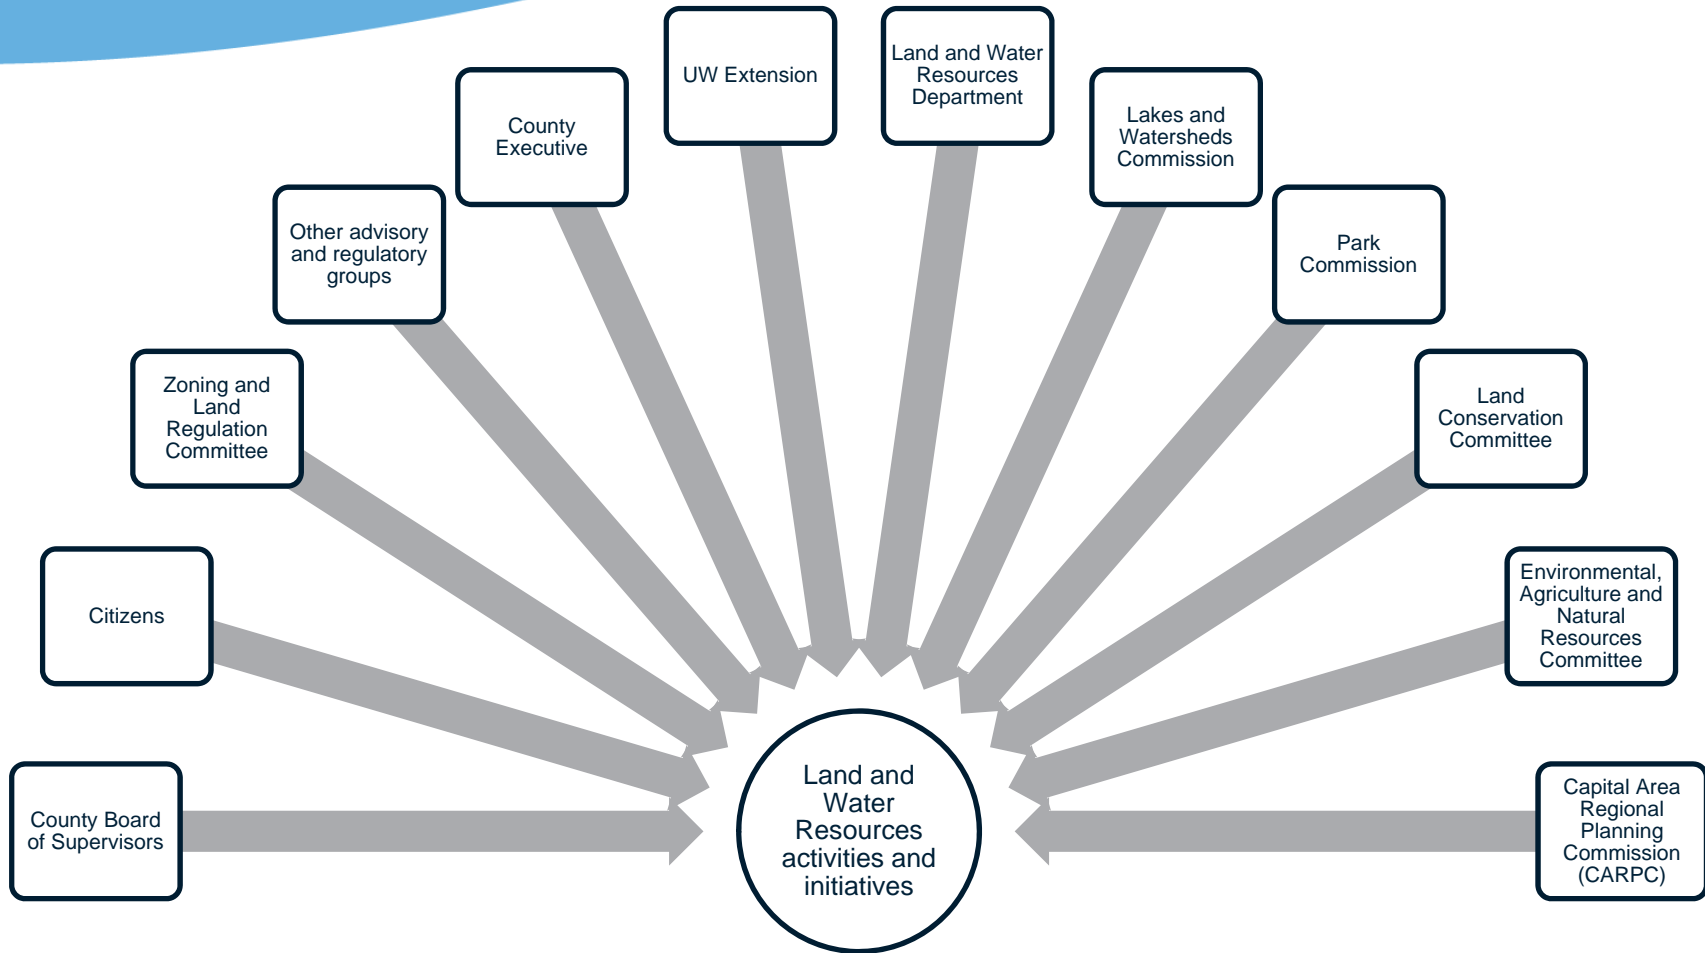 UW Extension
Land and Water
Resources
Department
County
Executive
Lakes and
Watersheds
Commission
Other advisory
and regulatory
groups
Park
Commission
Zoning and
Land
Regulation
Committee
Land
Conservation
Committee
Citizens
Environmental,
Agriculture and
Natural
Resources
Committee
County Board
of Supervisors
Land and
Water
Resources
activities and
initiatives
Capital Area
Regional
Planning
Commission
(CARPC)